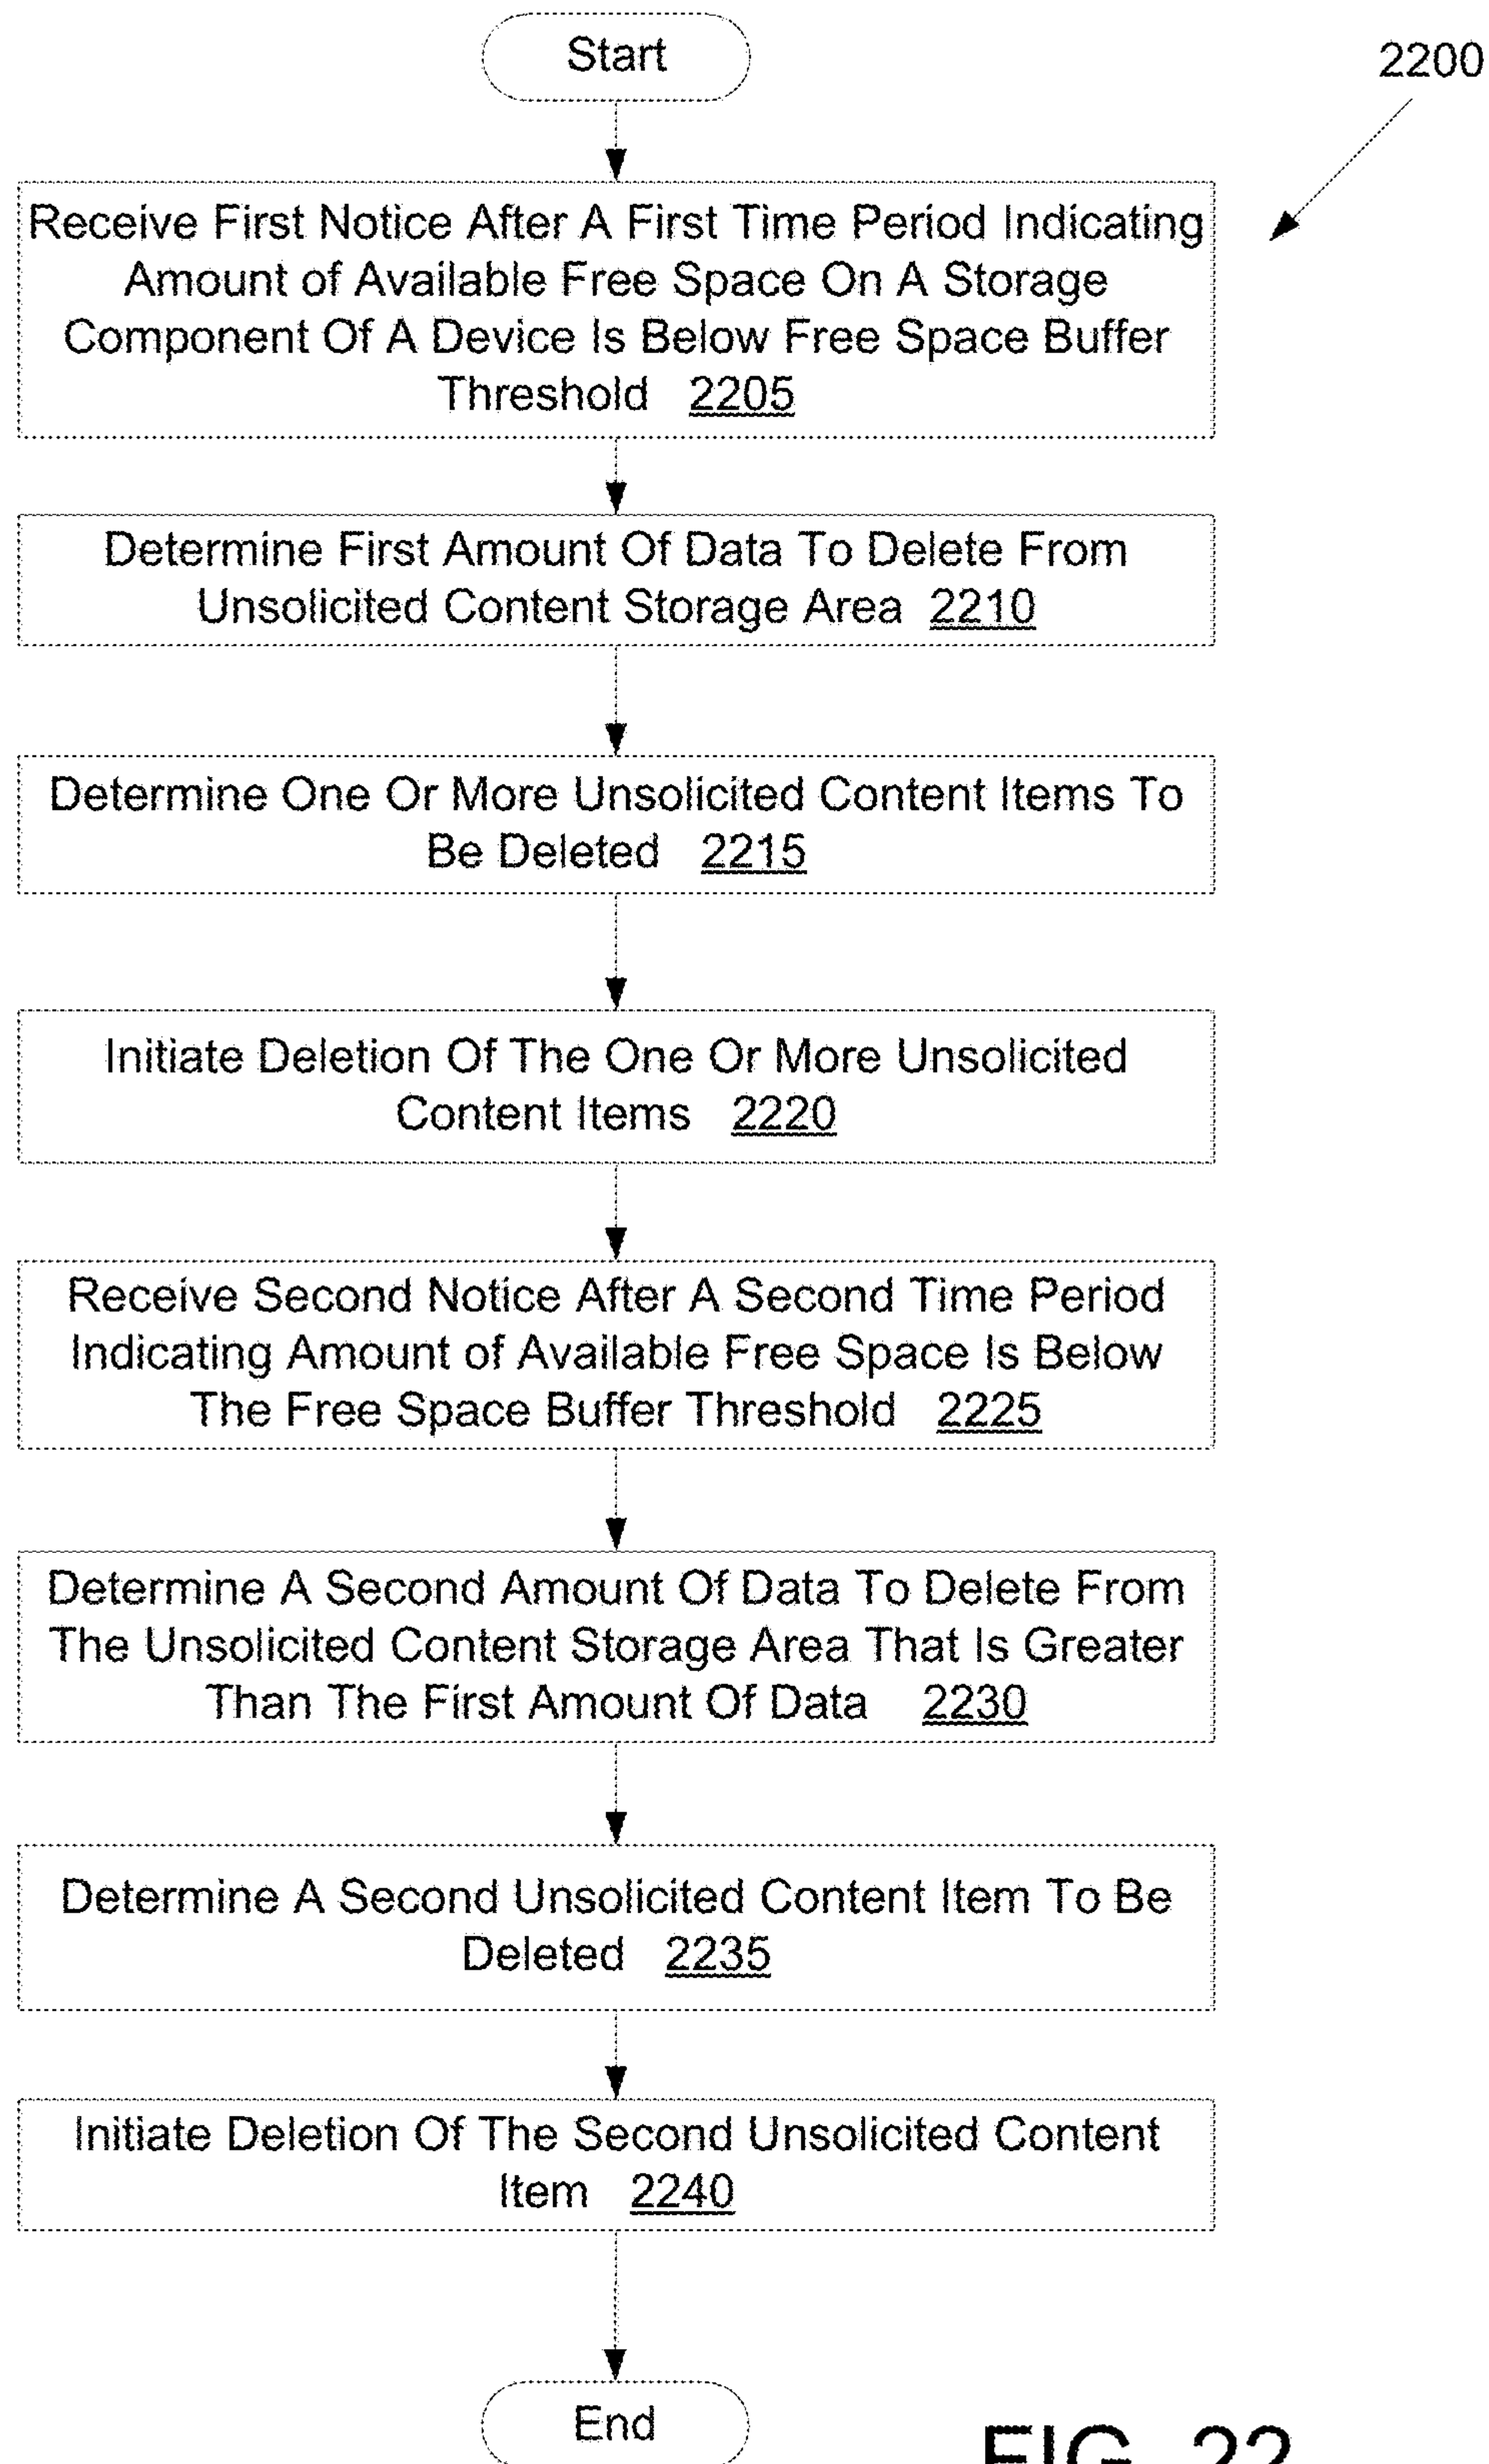 Start
2200
Receive First Notice After A First Time Period Indicating
Amount of Available Free Space On A Storage
Component Of A Device Is Below Free Space Buffer
Threshold 2205
Determine First Amount Of Data To Delete From
Unsolicited Content Storage Area 2210
Determine One Or More Unsolicited Content Items To
Be Deleted 2215
Initiate Deletion Of The One Or More Unsolicited
Content Items 2220
Receive Second Notice After A Second Time Period
Indicating Amount of Available Free Space Is Below
The Free Space Buffer Threshold 2225
Determine A Second Amount Of Data To Delete From
The Unsolicited Content Storage Area That Is Greater
Than The First Amount Of Data 2230
Determine A Second Unsolicited Content Item To Be
Deleted 2235
Initiate Deletion Of The Second Unsolicited Content
Item 2240
End
FIG. 22